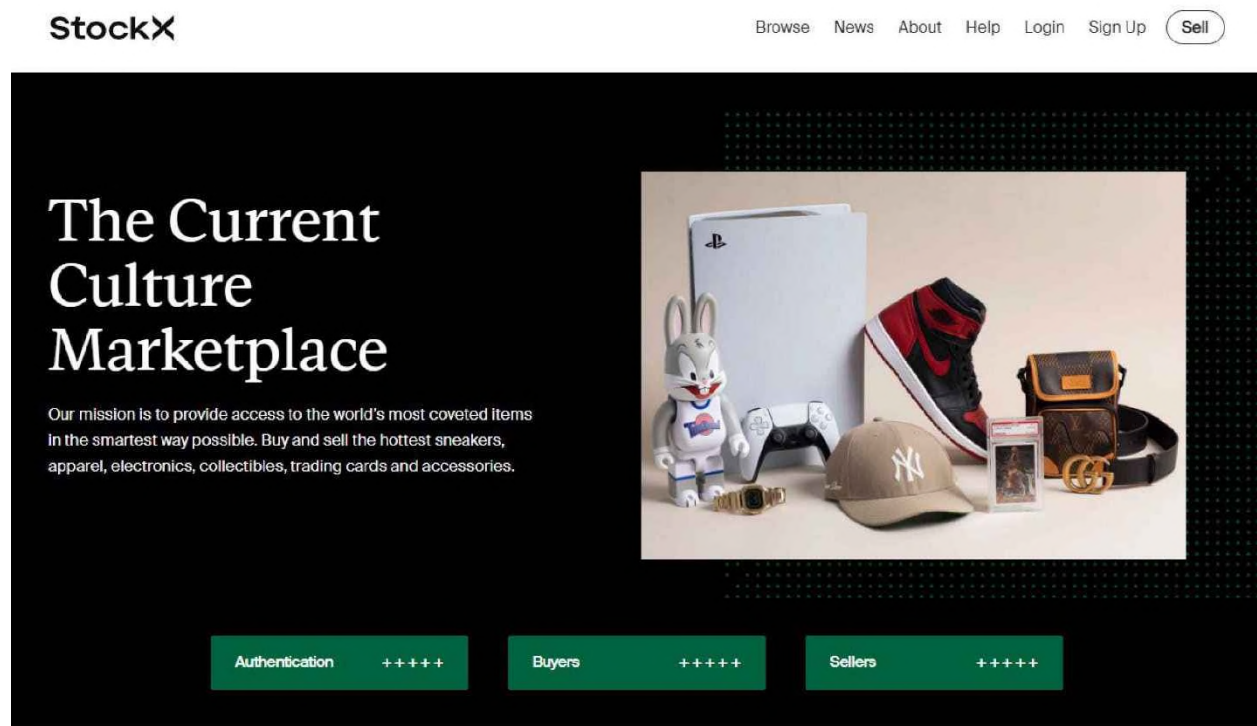 StockX
Browse News About Help Login Sign Up Sell
The Current
Culture
Marketplace
Our mission is to provide access to the world's most coveted items
in the smartest way possible. Buy and sell the hottest sneakers,
apparel, electronics, collectibles, trading cards and accessories.
NY
Authentication +++++
Buyers +++++
Sellers +++++